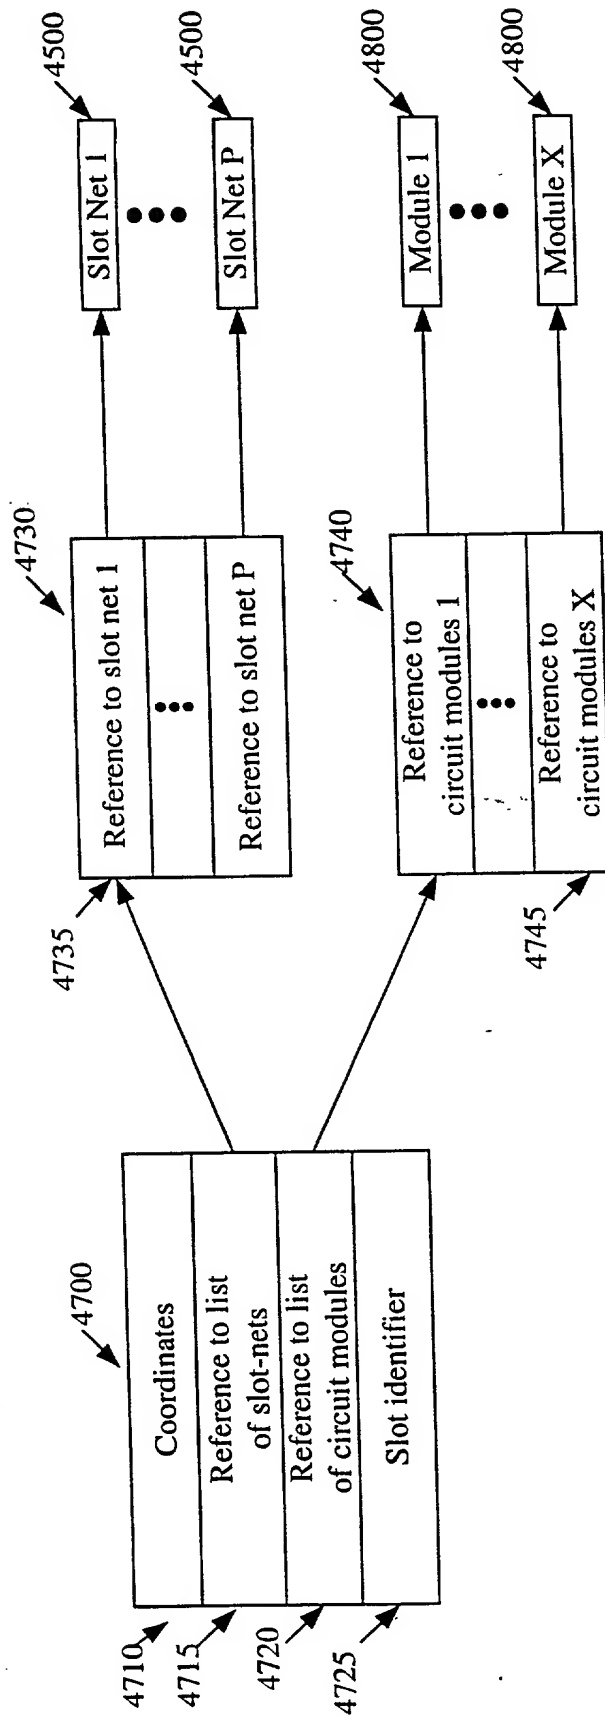 4700
4710
Coordinates
4715
Reference to list
of slot-nets
4720
Reference to list
of circuit modules
4725
Slot identifier
4730
4735
Reference to slot net 1
Reference to slot net P
4740
Reference to
circuit modules 1
4745
Reference to
circuit modules X
4500
Slot Net 1
4500
Slot Net P
4800
Module 1
4800
Module X